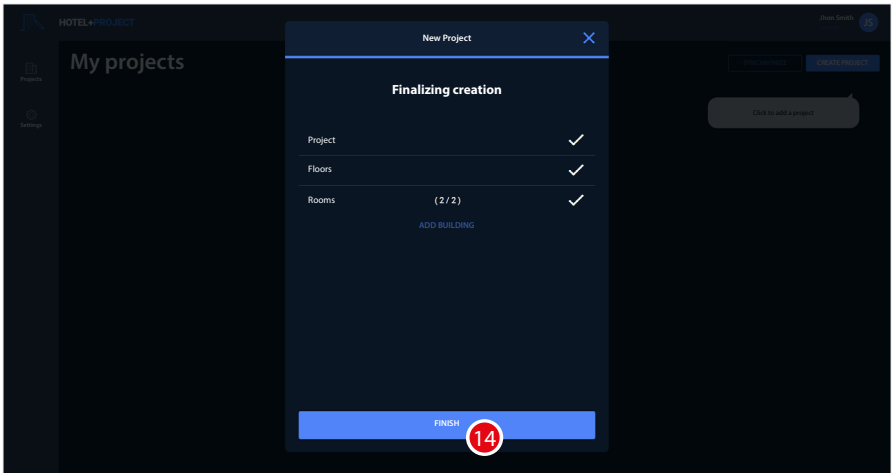 HOTEL+PROJECT
Jhon Smith
JS
My projects
Projects
Settings
CREATE PROJECT
Click to add a project
New Project
Finalizing creation
Project
Floors
Rooms (2/2)
ADD BUILDING
FINISH
14